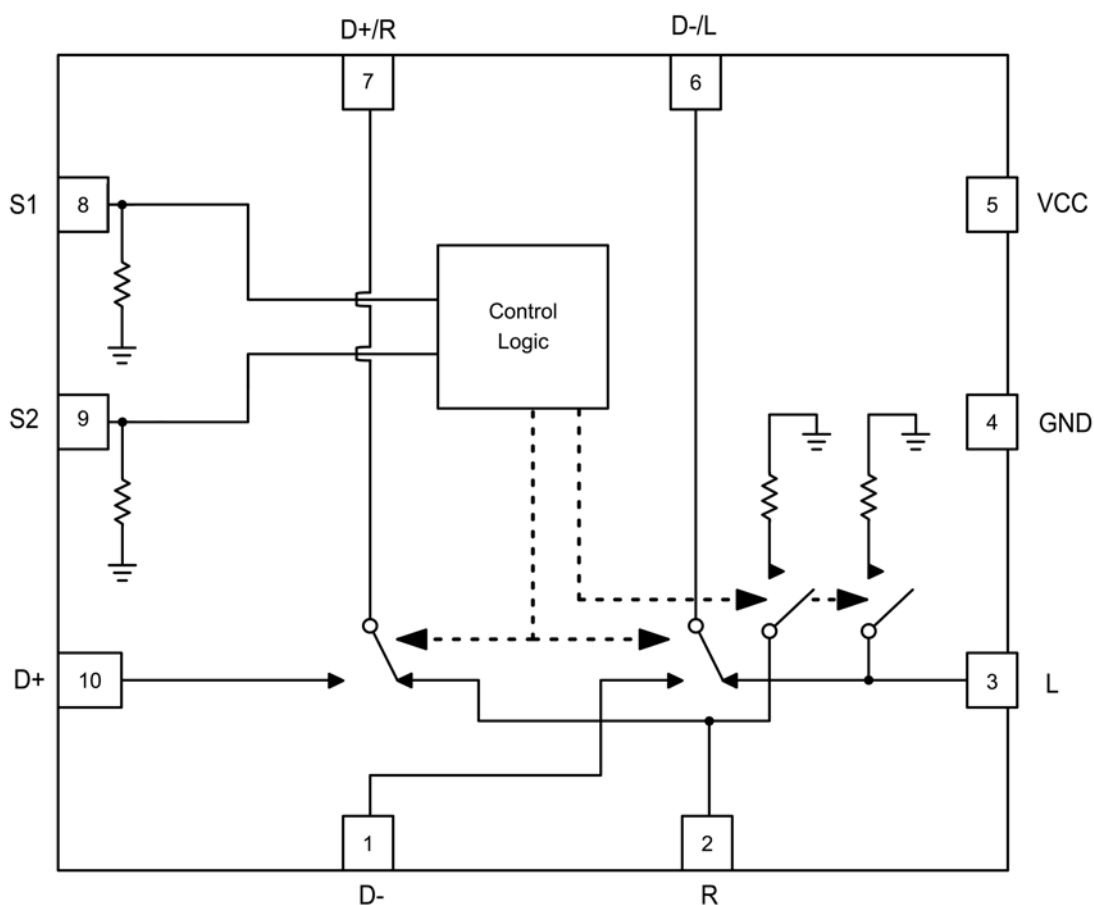 D+/R
D-/L
7
6
S1
8
5
VCC
Control
Logic
S2
9
4
GND
D+
10
3
L
1
2
D-
R